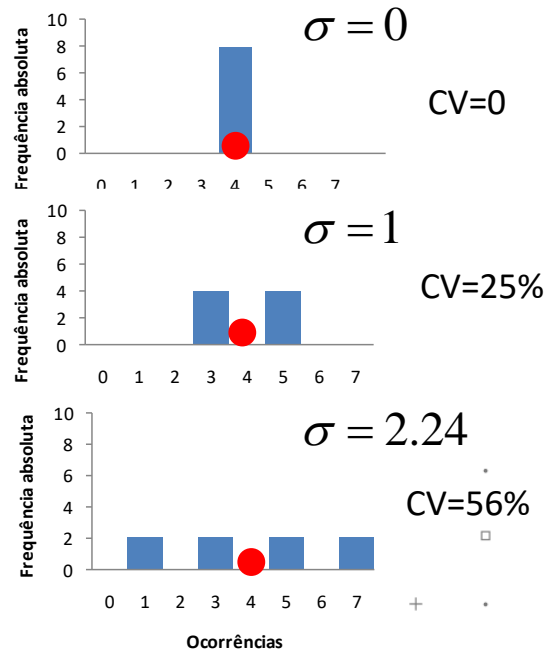 σ = 0
CV=0
Frequência absoluta
10
8
6
4
2
0
0 1 2 3 4 5 6 7
σ = 1
CV=25%
Frequência absoluta
10
8
6
4
2
0
0 1 2 3 4 5 6 7
σ = 2.24
CV=56%
Frequência absoluta
10
8
6
4
2
0
0 1 2 3 4 5 6 7
Ocorrências